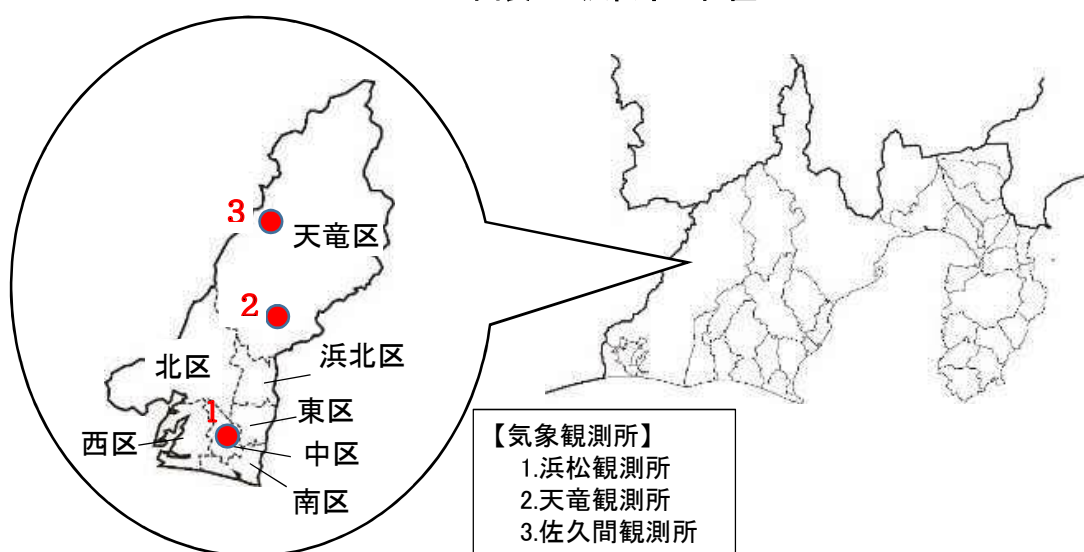 3
天竜区
2
浜北区
北区
1
東区
西区
中区
南区
【気象観測所】
1.浜松観測所
2.天竜観測所
3.佐久間観測所